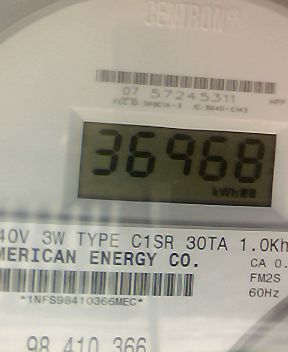 CENTRON®
07 57245311
36968
kWh
40V 3W TYPE C1SR 30TA 1.0Kh
MERICAN ENERGY CO.
CA 0.
FM2S
60Hz
*1NFS98410366MEC*
98 410 366